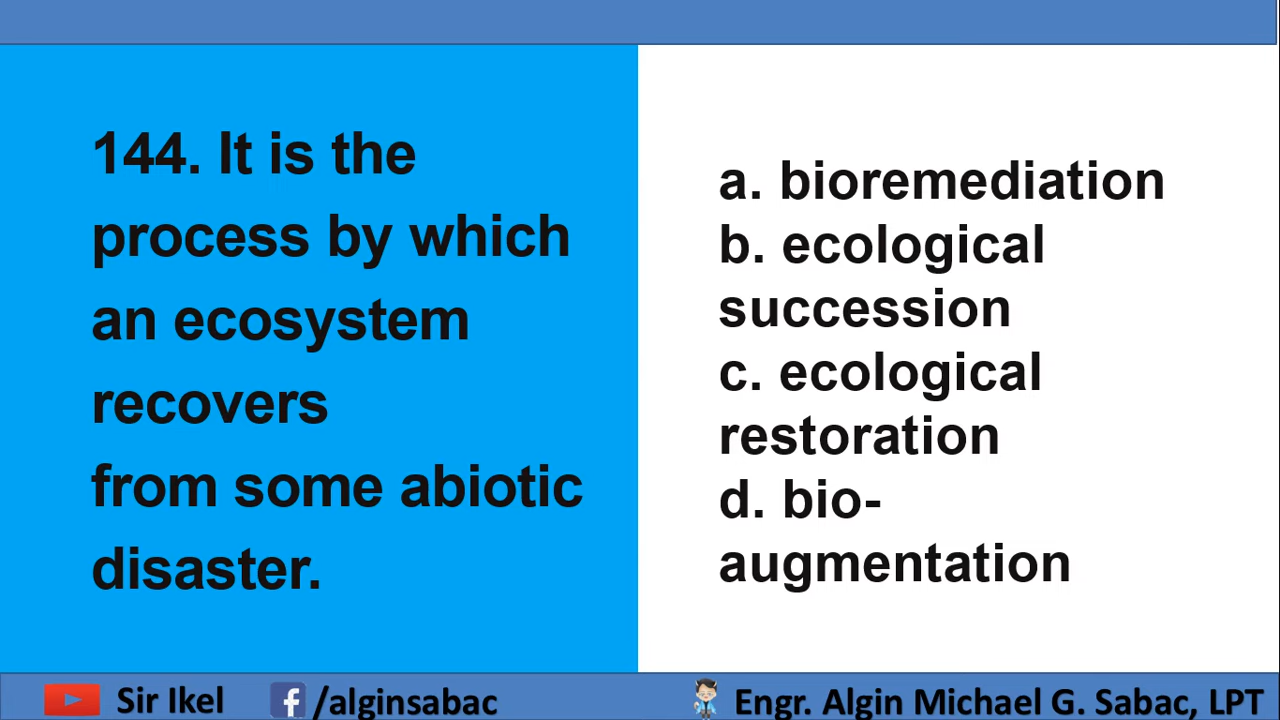 144. It is the
process by which
an ecosystem
recovers
from some abiotic
disaster.
a. bioremediation
b. ecological
succession
c. ecological
restoration
d. bio-
augmentation
Sir Ikel
/alginsabac
Engr. Algin Michael G. Sabac, LPT